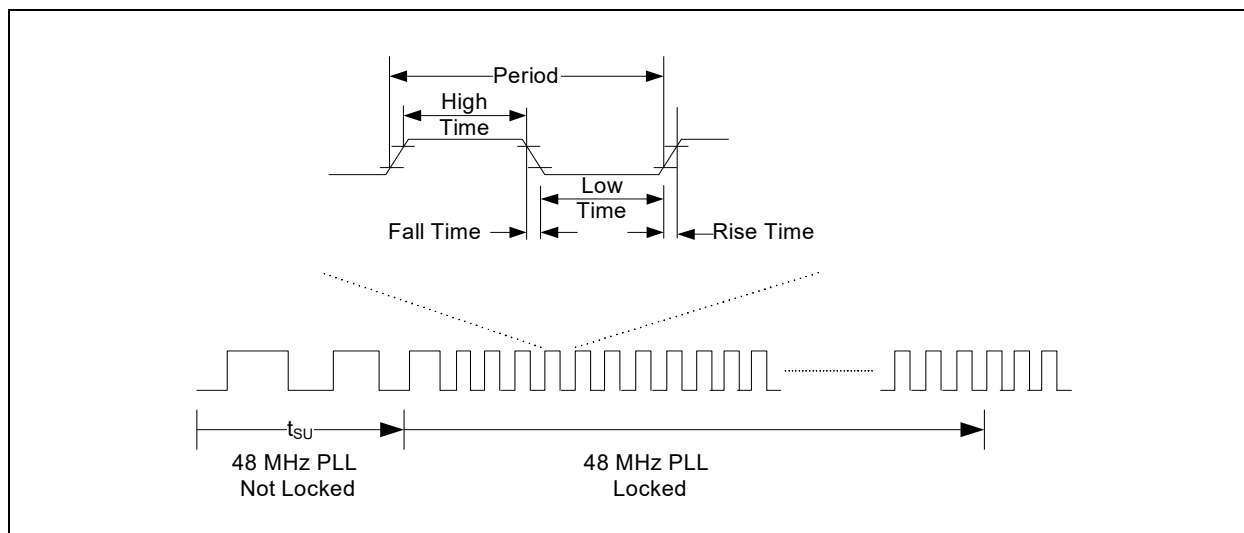 Period
High
Time
Low
Time
Fall Time
Rise Time
tSU
48 MHz PLL
Not Locked
48 MHz PLL
Locked